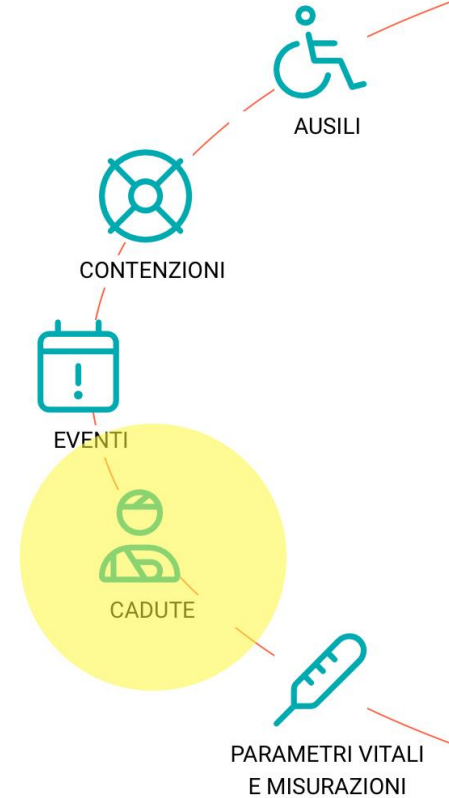 AUSILI
CONTENZIONI
EVENTI
CADUTE
PARAMETRI VITALI
E MISURAZIONI